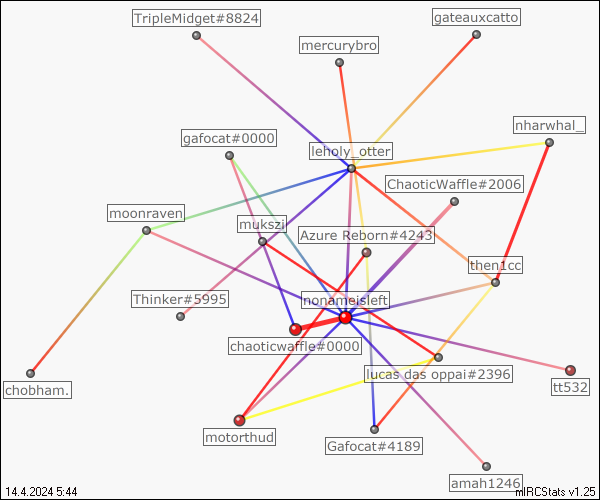 TripleMidget#8824
gateauxcatto
mercurybro
nharwhal_
gafocat#0000
leholy_otter
ChaoticWaffle#2006
moonraven
mukszi
Azure Reborn#4243
then1cc
Thinker#5995
nonameisleft
chaoticwaffle#0000
lucas das oppai#2396
chobham.
tt532
motorthud
Gafocat#4189
amah1246
14.4.2024 5:44
mIRCStats v1.25